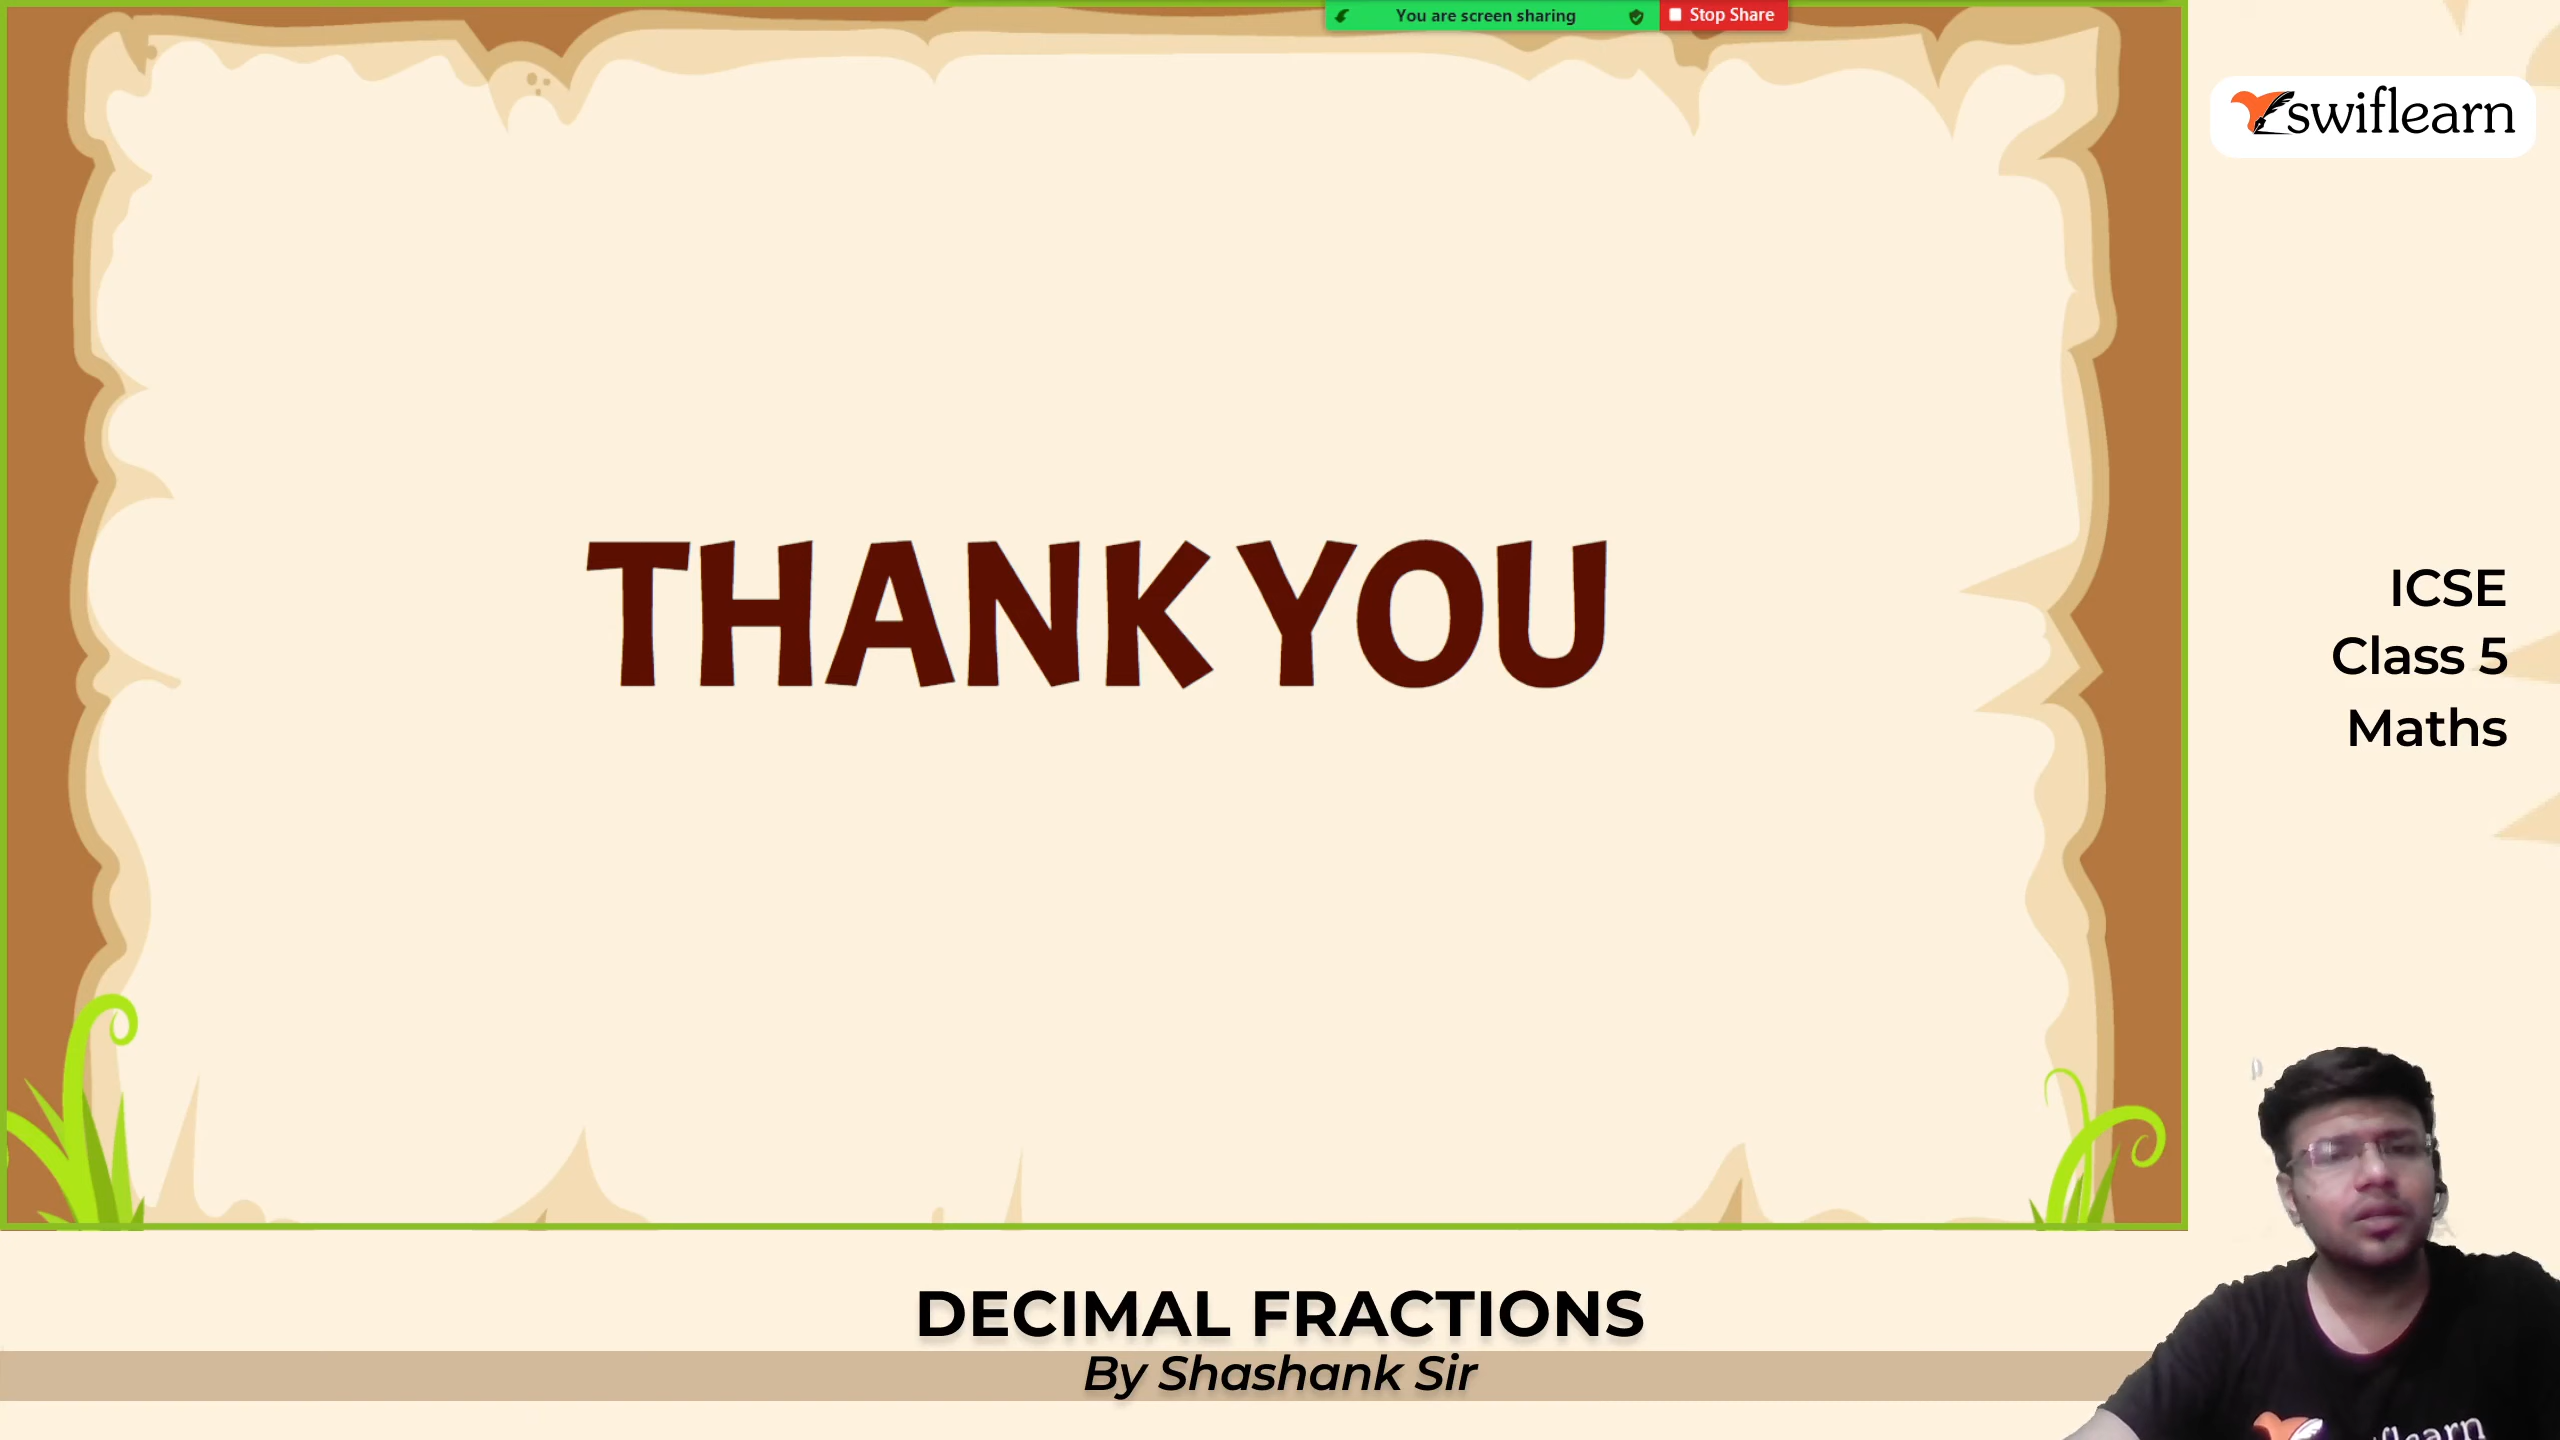 You are screen sharing
Stop Share
swiflearn
THANK YOU
ICSE
Class 5
Maths
DECIMAL FRACTIONS
By Shashank Sir